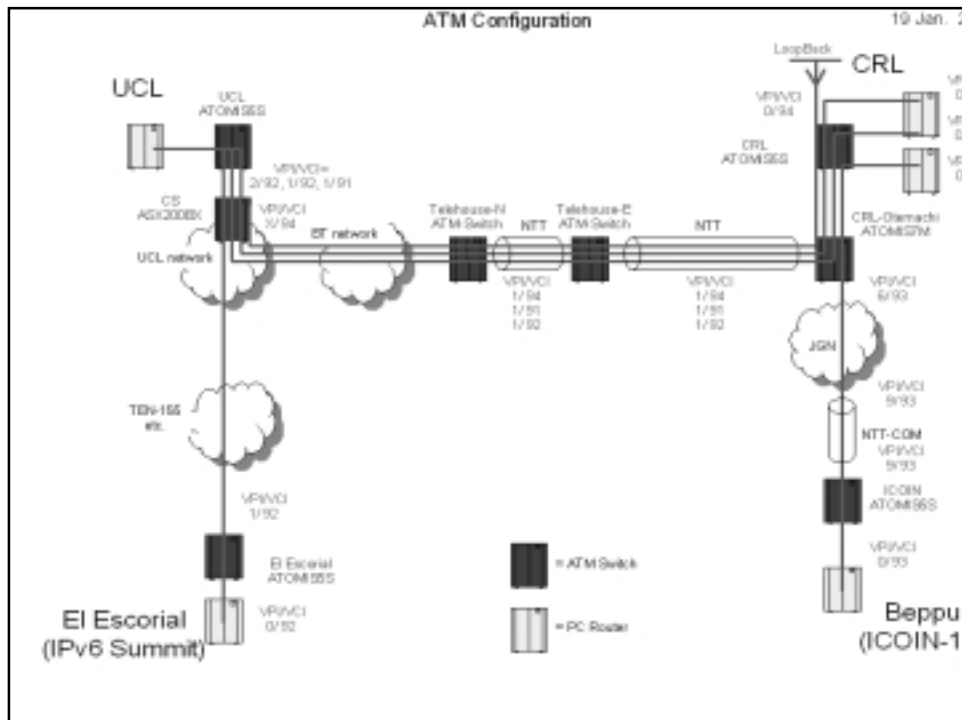 ATM Configuration
19 Jan.
LoopBack
CRL
UCL
UCL
ATOMIS5S
VPI/VCI
0/94
CRL
ATOMIS5S
VPI/VCI=
2/92, 1/92, 1/91
CS
ASX200BX
VPI/VCI
X/94
BT network
UCL network
Telehouse-N
ATM-Switch
NTT
Telehouse-E
ATM-Switch
NTT
CRL-Otemachi
ATOMIS7M
VPI/VCI
1/94
1/91
1/92
VPI/VCI
1/94
1/91
1/92
VPI/VCI
6/93
JGN
VPI/VCI
9/93
NTT-COM
VPI/VCI
9/93
TEN-155
etc.
VPI/VCI
1/92
ICOIN
ATOMIS5S
El Escorial
ATOMIS5S
VPI/VCI
0/93
= ATM Switch
El Escorial
(IPv6 Summit)
VPI/VCI
0/92
= PC Router
Beppu
(ICOIN-1